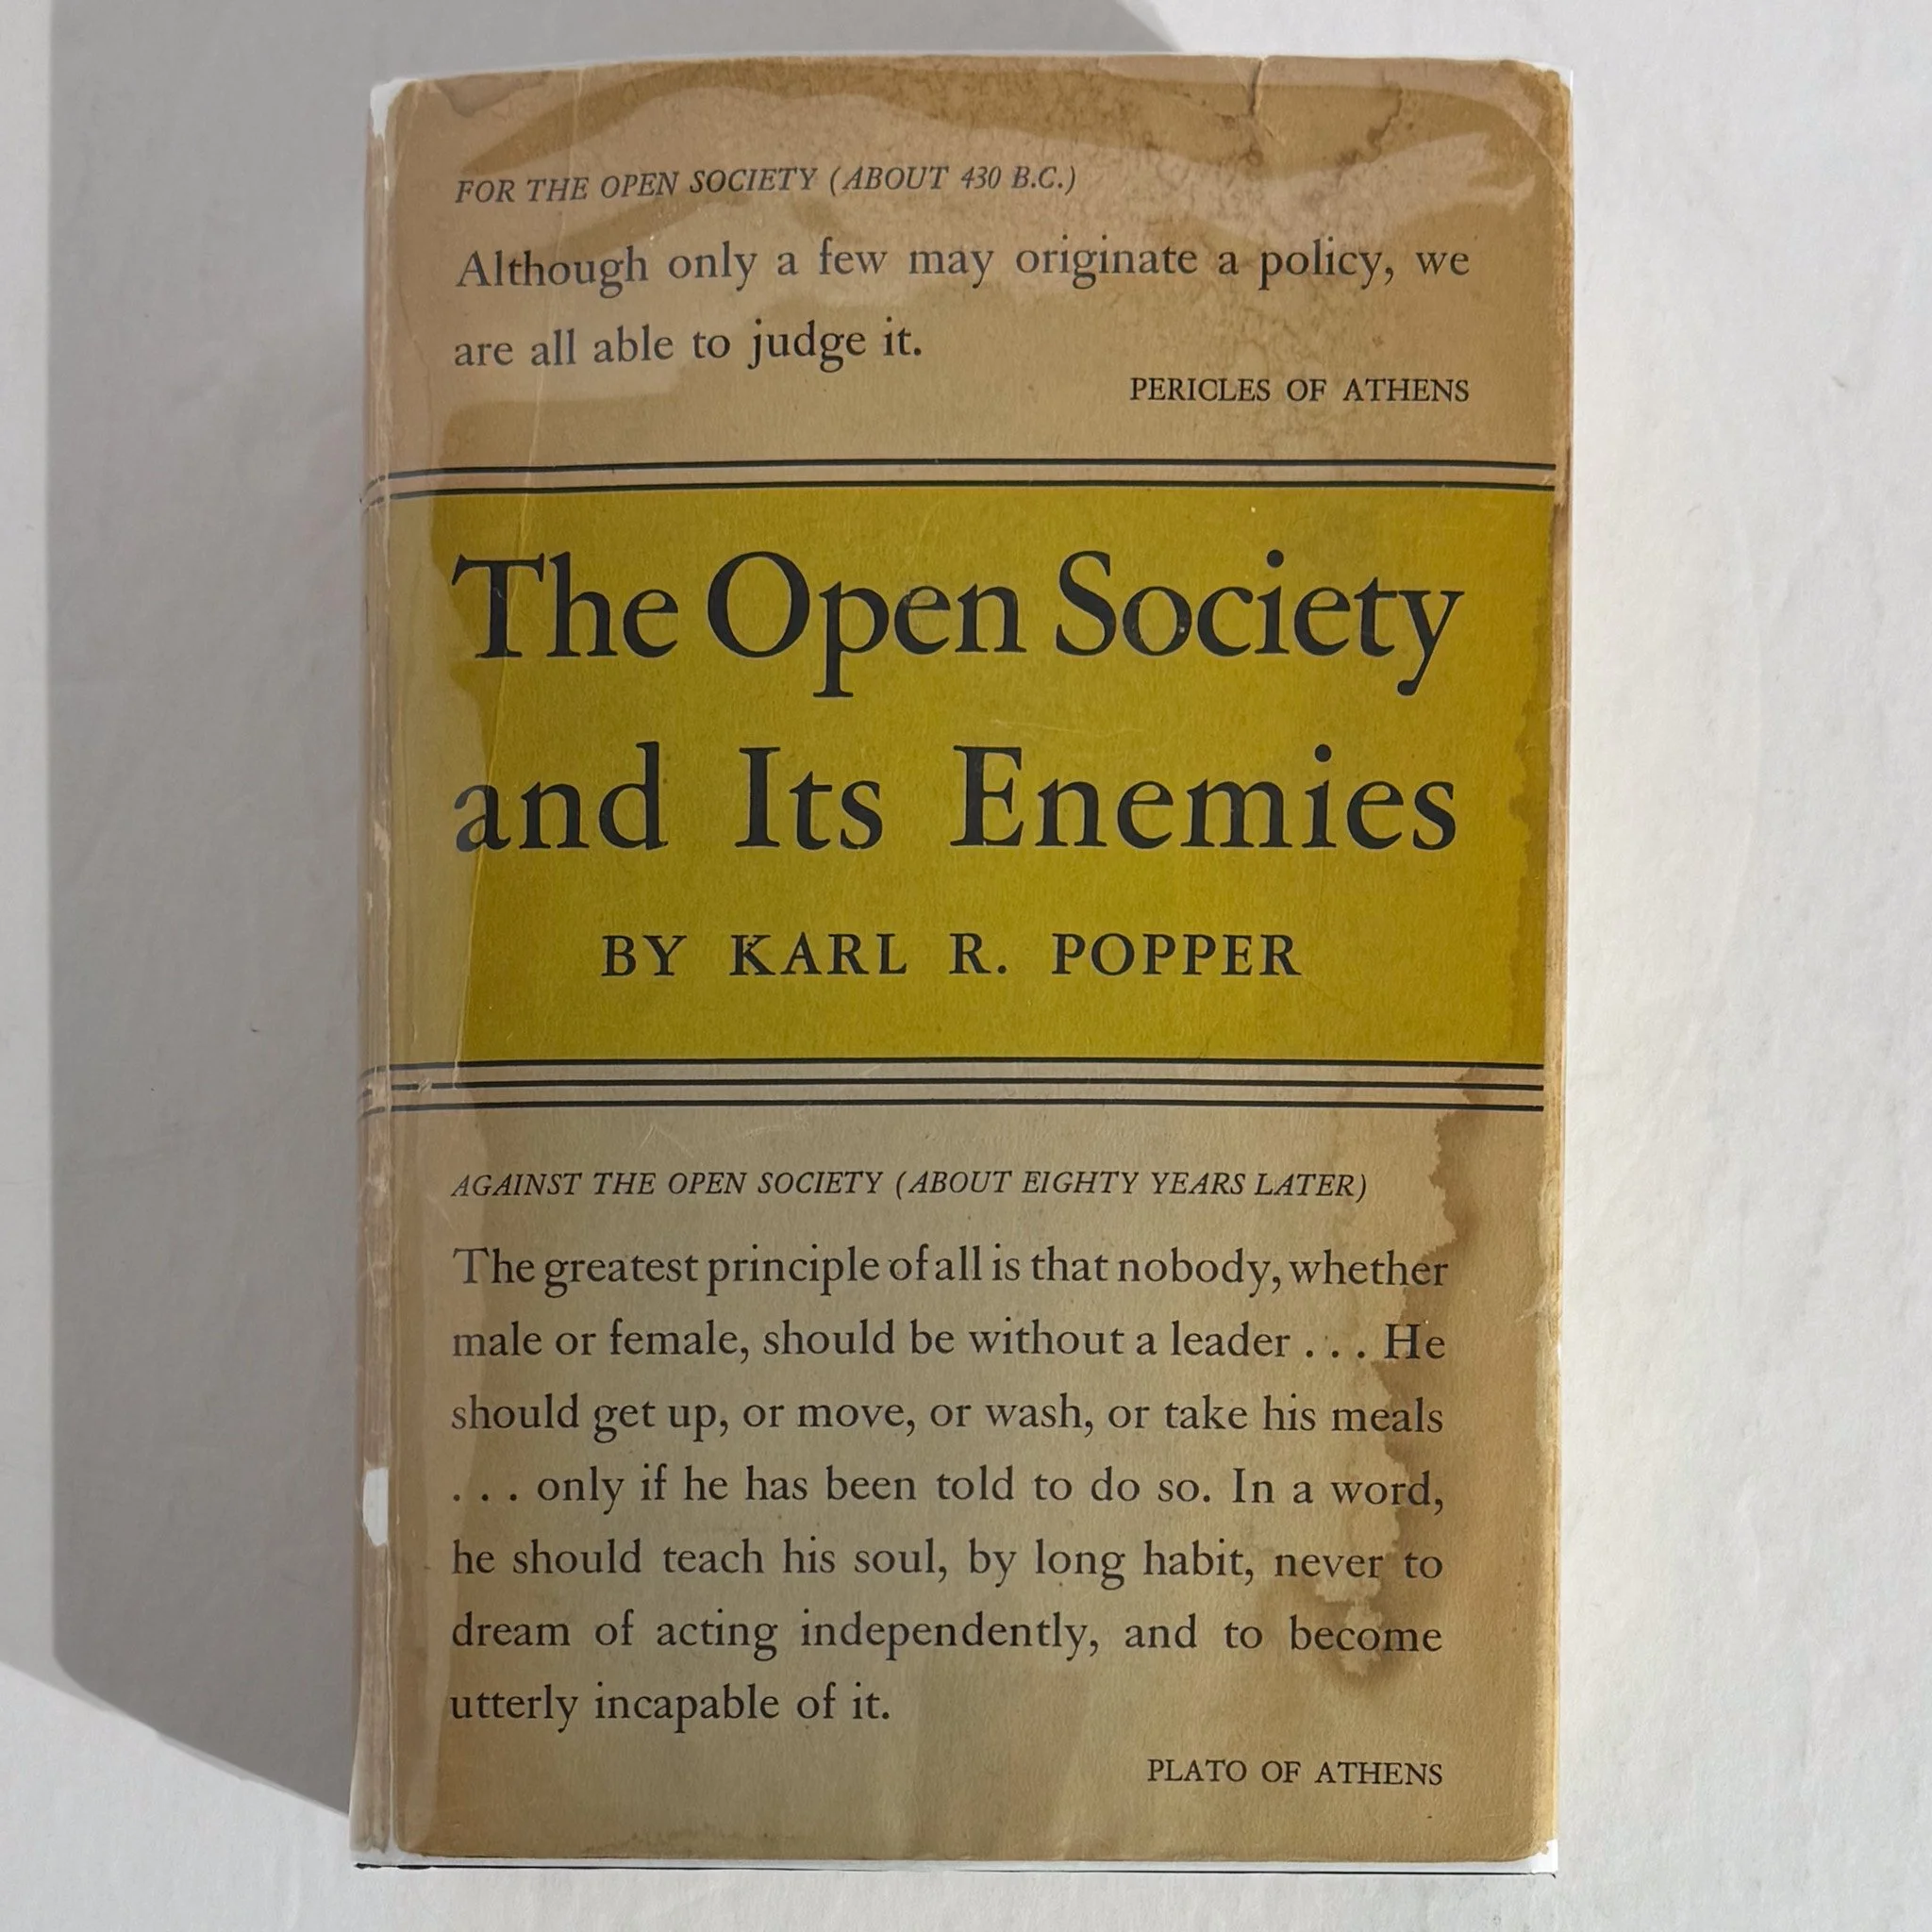 FOR THE OPEN SOCIETY (ABOUT 430 B.C.)
Although only a few may originate a policy, we
are all able to judge it.
PERICLES OF ATHENS
The Open Society
and Its Enemies
BY KARL R. POPPER
AGAINST THE OPEN SOCIETY (ABOUT EIGHTY YEARS LATER)
The greatest principle of all is that nobody, whether
male or female, should be without a leader . . . He
should get up, or move, or wash, or take his meals
. . . only if he has been told to do so. In a word,
he should teach his soul, by long habit, never to
dream of acting independently, and to become
utterly incapable of it.
PLATO OF ATHENS